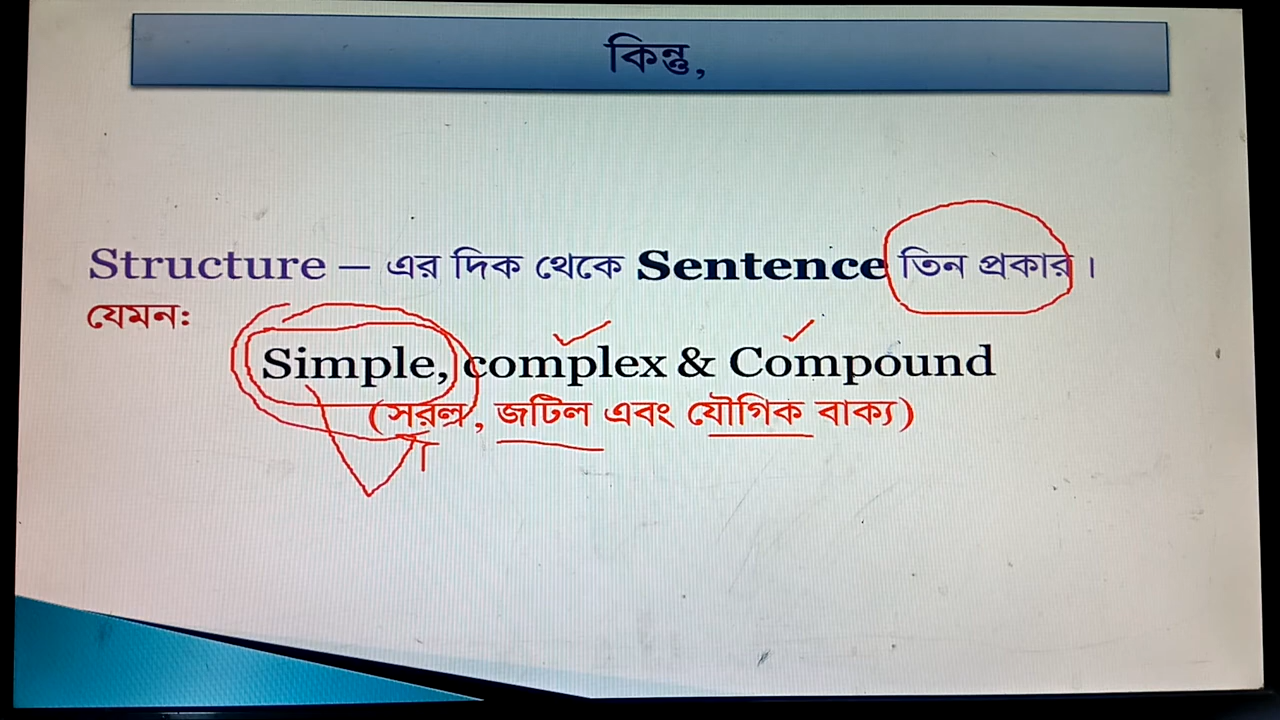 কিন্তু,
Structure – এর দিক থেকে Sentence তিন প্রকার ।
যেমনঃ
Simple, complex & Compound
(সরল, জটিল এবং যৌগিক বাক্য)